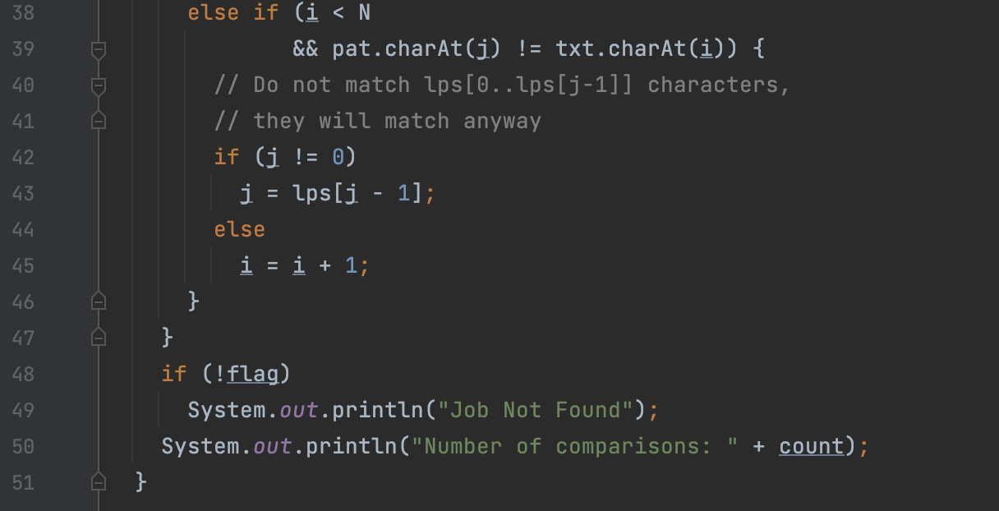 38 else if (i < N
39 && pat.charAt(j) != txt.charAt(i)) {
40 // Do not match lps[0..lps[j-1]] characters,
41 // they will match anyway
42 if (j != 0)
43 j = lps[j - 1];
44 else
45 i = i + 1;
46 }
47 }
48 if (!flag)
49 System.out.println("Job Not Found");
50 System.out.println("Number of comparisons: " + count);
51 }